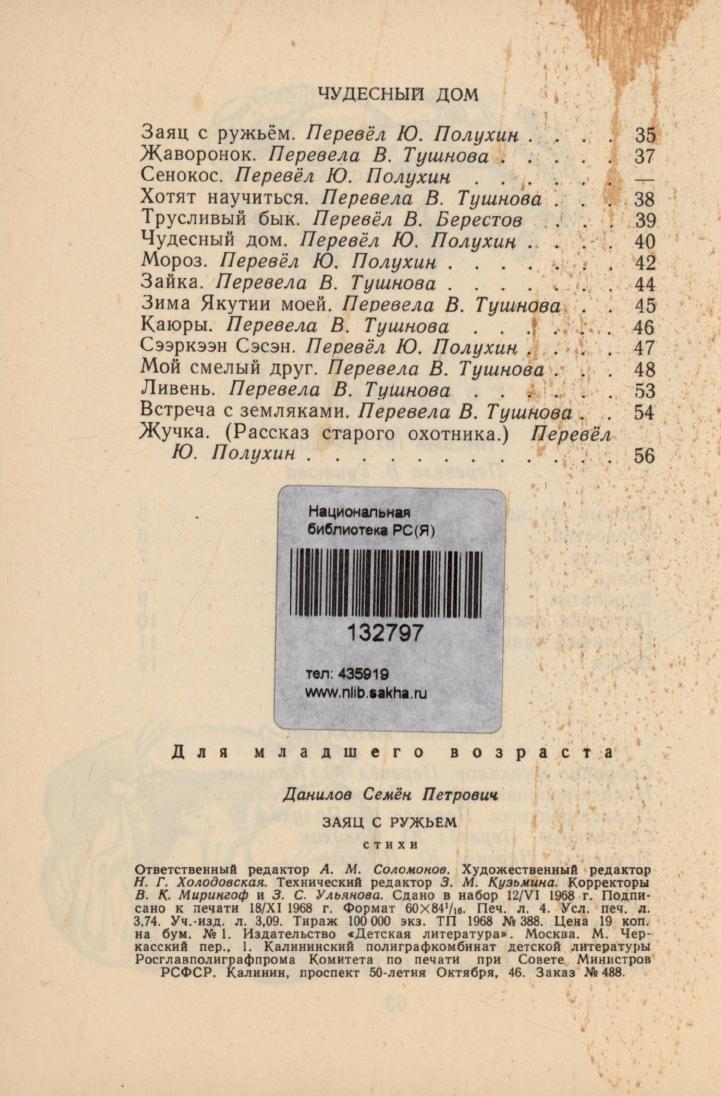 ЧУДЕСНЫЙ ДОМ
Заяц с ружьём. Перевёл Ю. Полухин . . . . 35
Жаворонок. Перевела В. Тушнова . . . . . 37
Сенокос. Перевёл Ю. Полухин . . . . . . —
Хотят научиться. Перевела В. Тушнова . . . 38
Трусливый бык. Перевёл В. Берестов . . . 39
Чудесный дом. Перевёл Ю. Полухин . . . . 40
Мороз. Перевёл Ю. Полухин . . . . . . . 42
Зайка. Перевела В. Тушнова . . . . . . . 44
Зима Якутии моей. Перевела В. Тушнова . . 45
Каюры. Перевела В. Тушнова . . . . . . 46
Сээркээн Сэсэн. Перевёл Ю. Полухин . . . . 47
Мой смелый друг. Перевела В. Тушнова . . . 48
Ливень. Перевела В. Тушнова . . . . . . 53
Встреча с земляками. Перевела В. Тушнова . . 54
Жучка. (Рассказ старого охотника.) Перевёл
Ю. Полухин . . . . . . . . . . . . 56
Национальная
библиотека РС(Я)
132797
тел: 435919
www.nlib.sakha.ru
Для младшего возраста
Данилов Семён Петрович
ЗАЯЦ С РУЖЬЕМ
СТИХИ
Ответственный редактор А. М. Соломонов. Художественный редактор
Н. Г. Холодовская. Технический редактор З. М. Кузьмина. Корректоры
В. К. Мирингоф и З. С. Ульянова. Сдано в набор 12/VI 1968 г. Подпи-
сано к печати 18/XI 1968 г. Формат 60×84¹/₁₆. Печ. л. 4. Усл. печ. л.
3,74. Уч.-изд. л. 3,09. Тираж 100 000 экз. ТП 1968 № 388. Цена 19 коп.
на бум. № 1. Издательство «Детская литература». Москва. М. Чер-
касский пер., 1. Калининский полиграфкомбинат детской литературы
Росглавполиграфпрома Комитета по печати при Совете Министров
РСФСР. Калинин, проспект 50-летия Октября, 46. Заказ № 488.